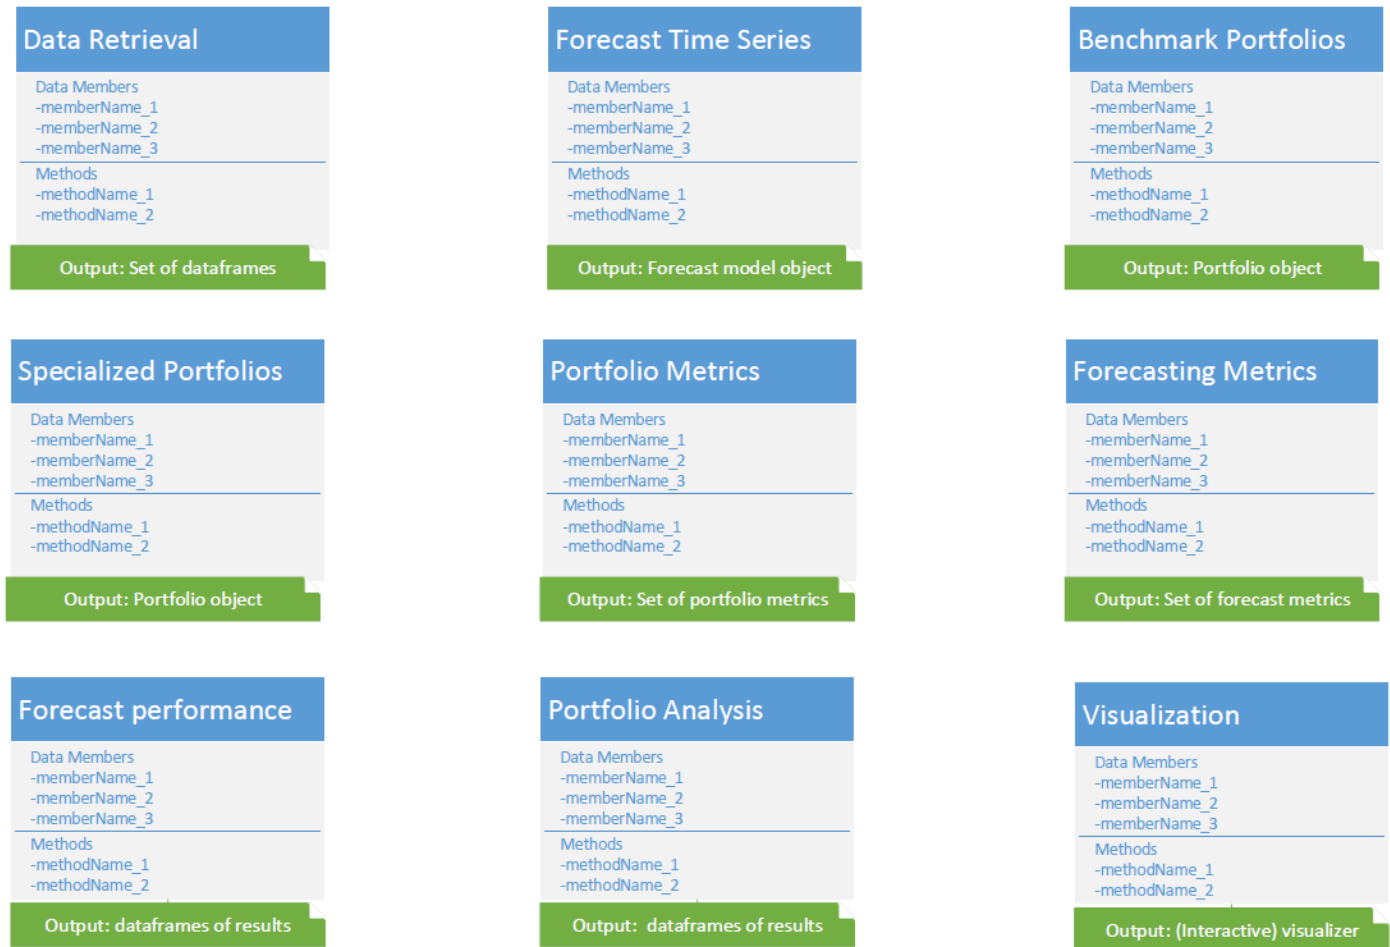 Data Retrieval
Data Members
-memberName_1
-memberName_2
-memberName_3
Methods
-methodName_1
-methodName_2
Output: Set of dataframes
Forecast Time Series
Data Members
-memberName_1
-memberName_2
-memberName_3
Methods
-methodName_1
-methodName_2
Output: Forecast model object
Benchmark Portfolios
Data Members
-memberName_1
-memberName_2
-memberName_3
Methods
-methodName_1
-methodName_2
Output: Portfolio object
Specialized Portfolios
Data Members
-memberName_1
-memberName_2
-memberName_3
Methods
-methodName_1
-methodName_2
Output: Portfolio object
Portfolio Metrics
Data Members
-memberName_1
-memberName_2
-memberName_3
Methods
-methodName_1
-methodName_2
Output: Set of portfolio metrics
Forecasting Metrics
Data Members
-memberName_1
-memberName_2
-memberName_3
Methods
-methodName_1
-methodName_2
Output: Set of forecast metrics
Forecast performance
Data Members
-memberName_1
-memberName_2
-memberName_3
Methods
-methodName_1
-methodName_2
Output: dataframes of results
Portfolio Analysis
Data Members
-memberName_1
-memberName_2
-memberName_3
Methods
-methodName_1
-methodName_2
Output: dataframes of results
Visualization
Data Members
-memberName_1
-memberName_2
-memberName_3
Methods
-methodName_1
-methodName_2
Output: (Interactive) visualizer